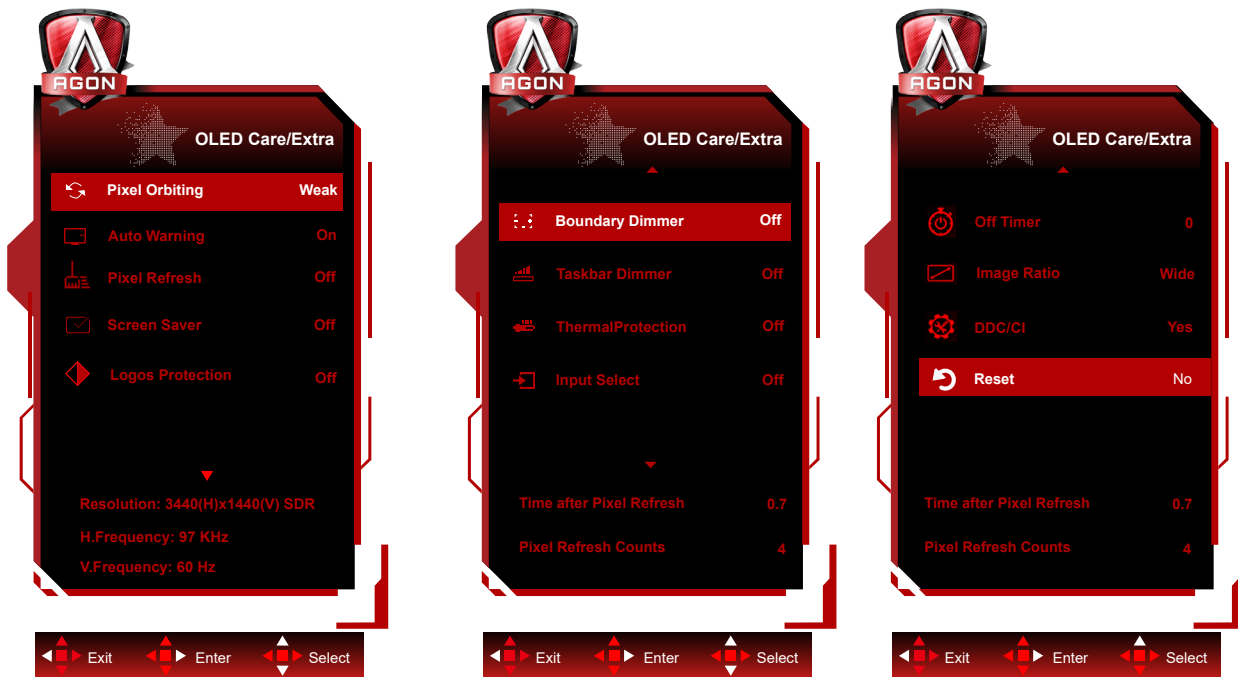 AGON
OLED Care/Extra
Pixel Orbiting Weak
Auto Warning On
Pixel Refresh Off
Screen Saver Off
Logos Protection Off
Resolution: 3440(H)x1440(V) SDR
H.Frequency: 97 KHz
V.Frequency: 60 Hz
Exit Enter Select
AGON
OLED Care/Extra
Boundary Dimmer Off
Taskbar Dimmer Off
ThermalProtection Off
Input Select Off
Time after Pixel Refresh 0.7
Pixel Refresh Counts 4
Exit Enter Select
AGON
OLED Care/Extra
Off Timer 0
Image Ratio Wide
DDC/CI Yes
Reset No
Time after Pixel Refresh 0.7
Pixel Refresh Counts 4
Exit Enter Select